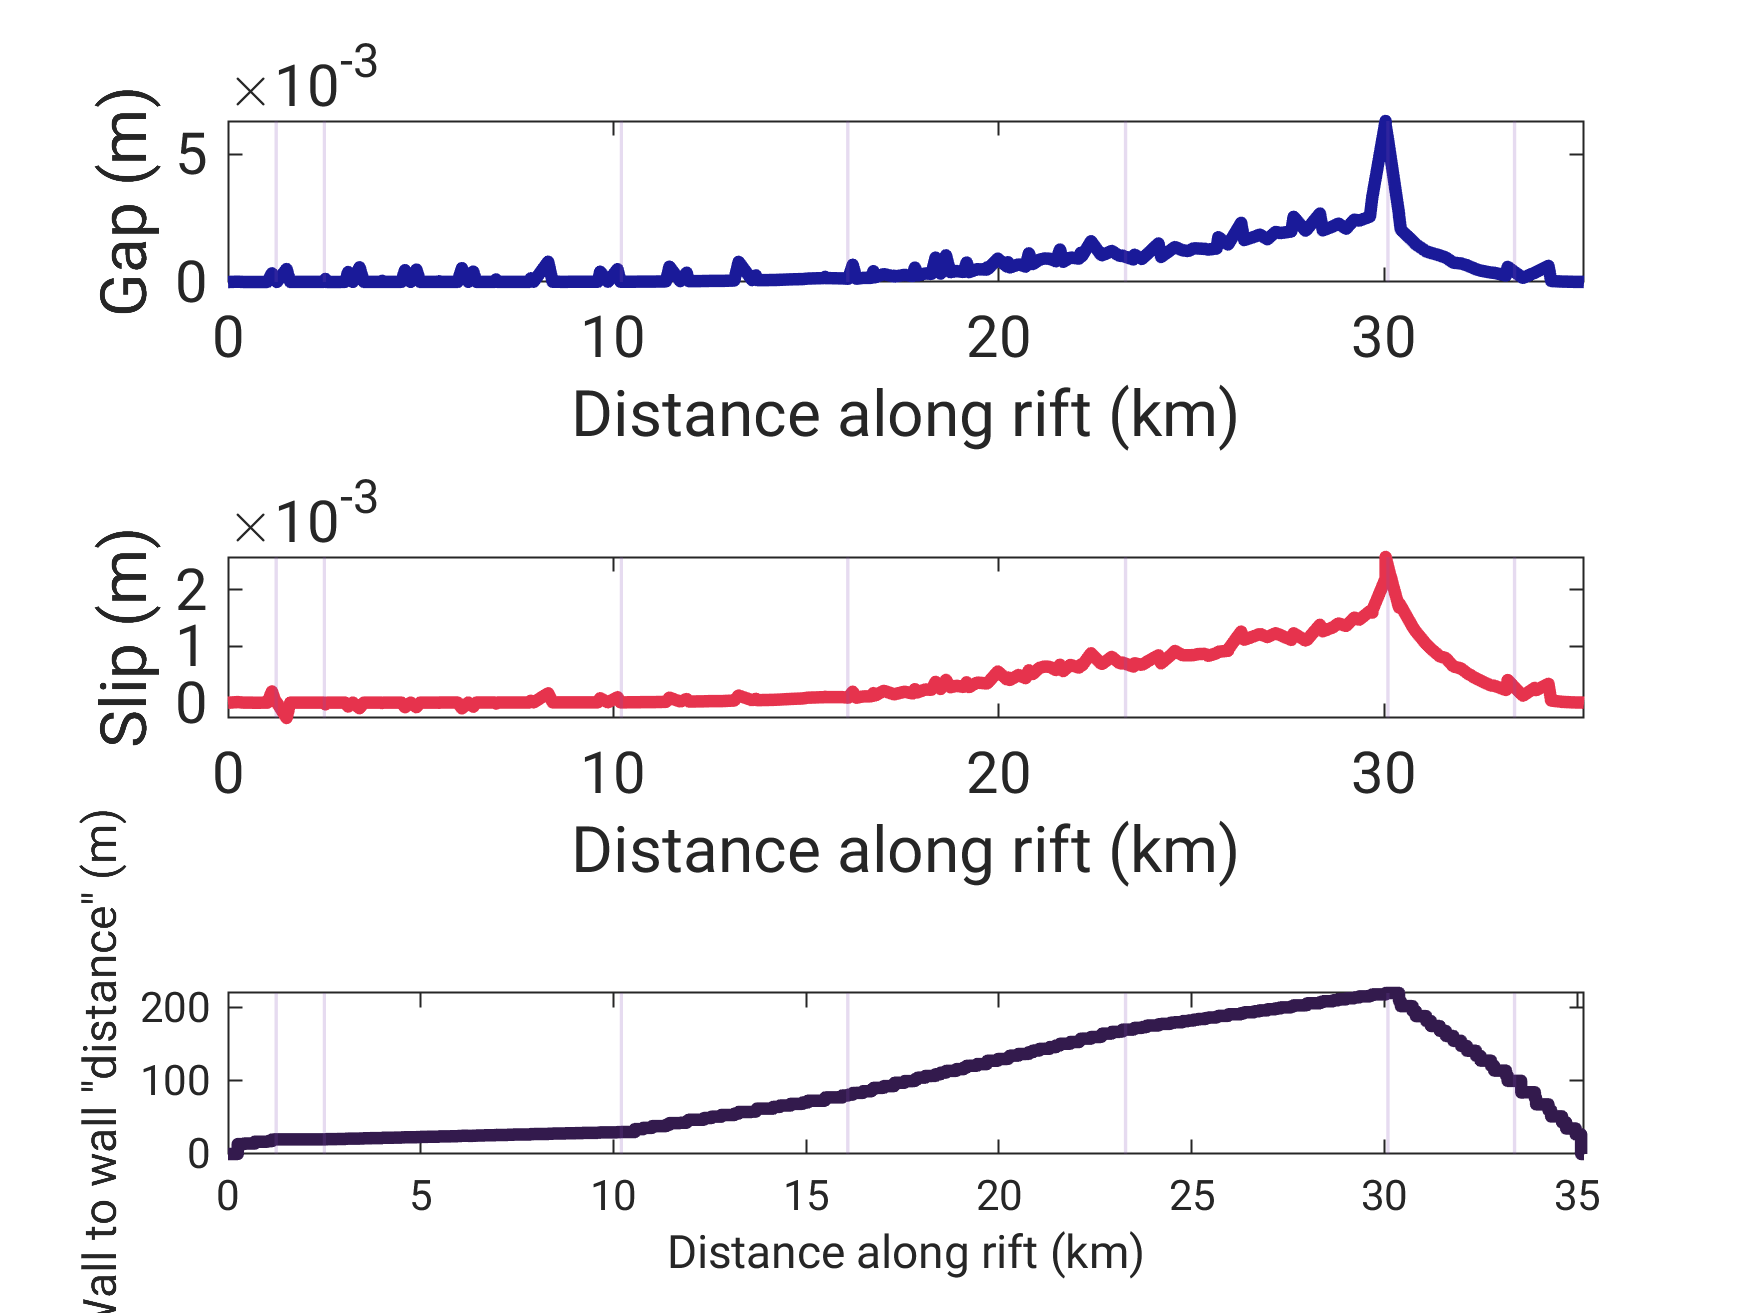 ×10-3
Gap (m)
5
0
0 10 20 30
Distance along rift (km)
×10-3
Slip (m)
2
1
0
0 10 20 30
Distance along rift (km)
to wall "distance" (m)
200
100
0
0 5 10 15 20 25 30 35
Distance along rift (km)